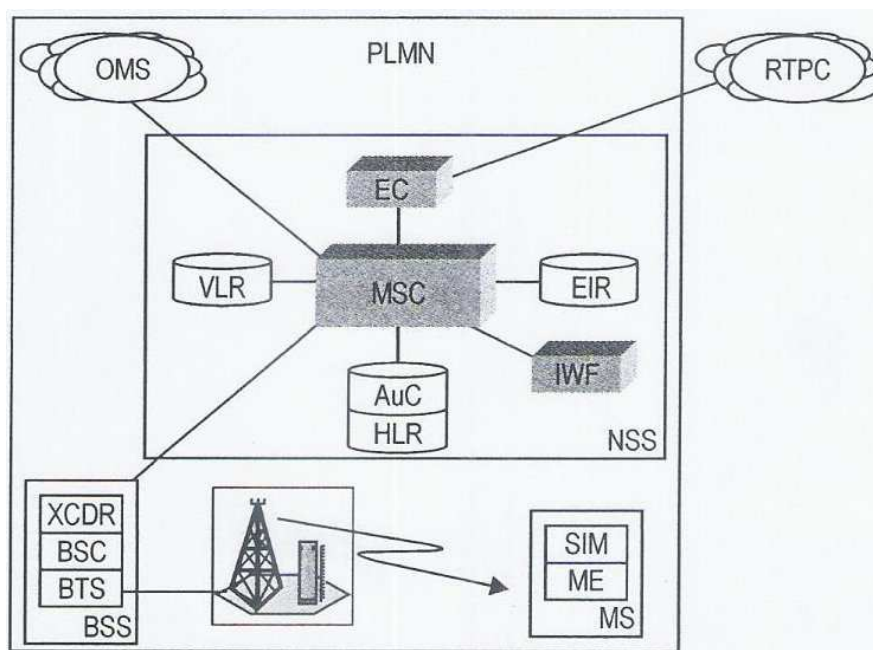 OMS
PLMN
RTPC
EC
VLR
MSC
EIR
IWF
AuC
HLR
NSS
XCDR
BSC
BTS
BSS
SIM
ME
MS